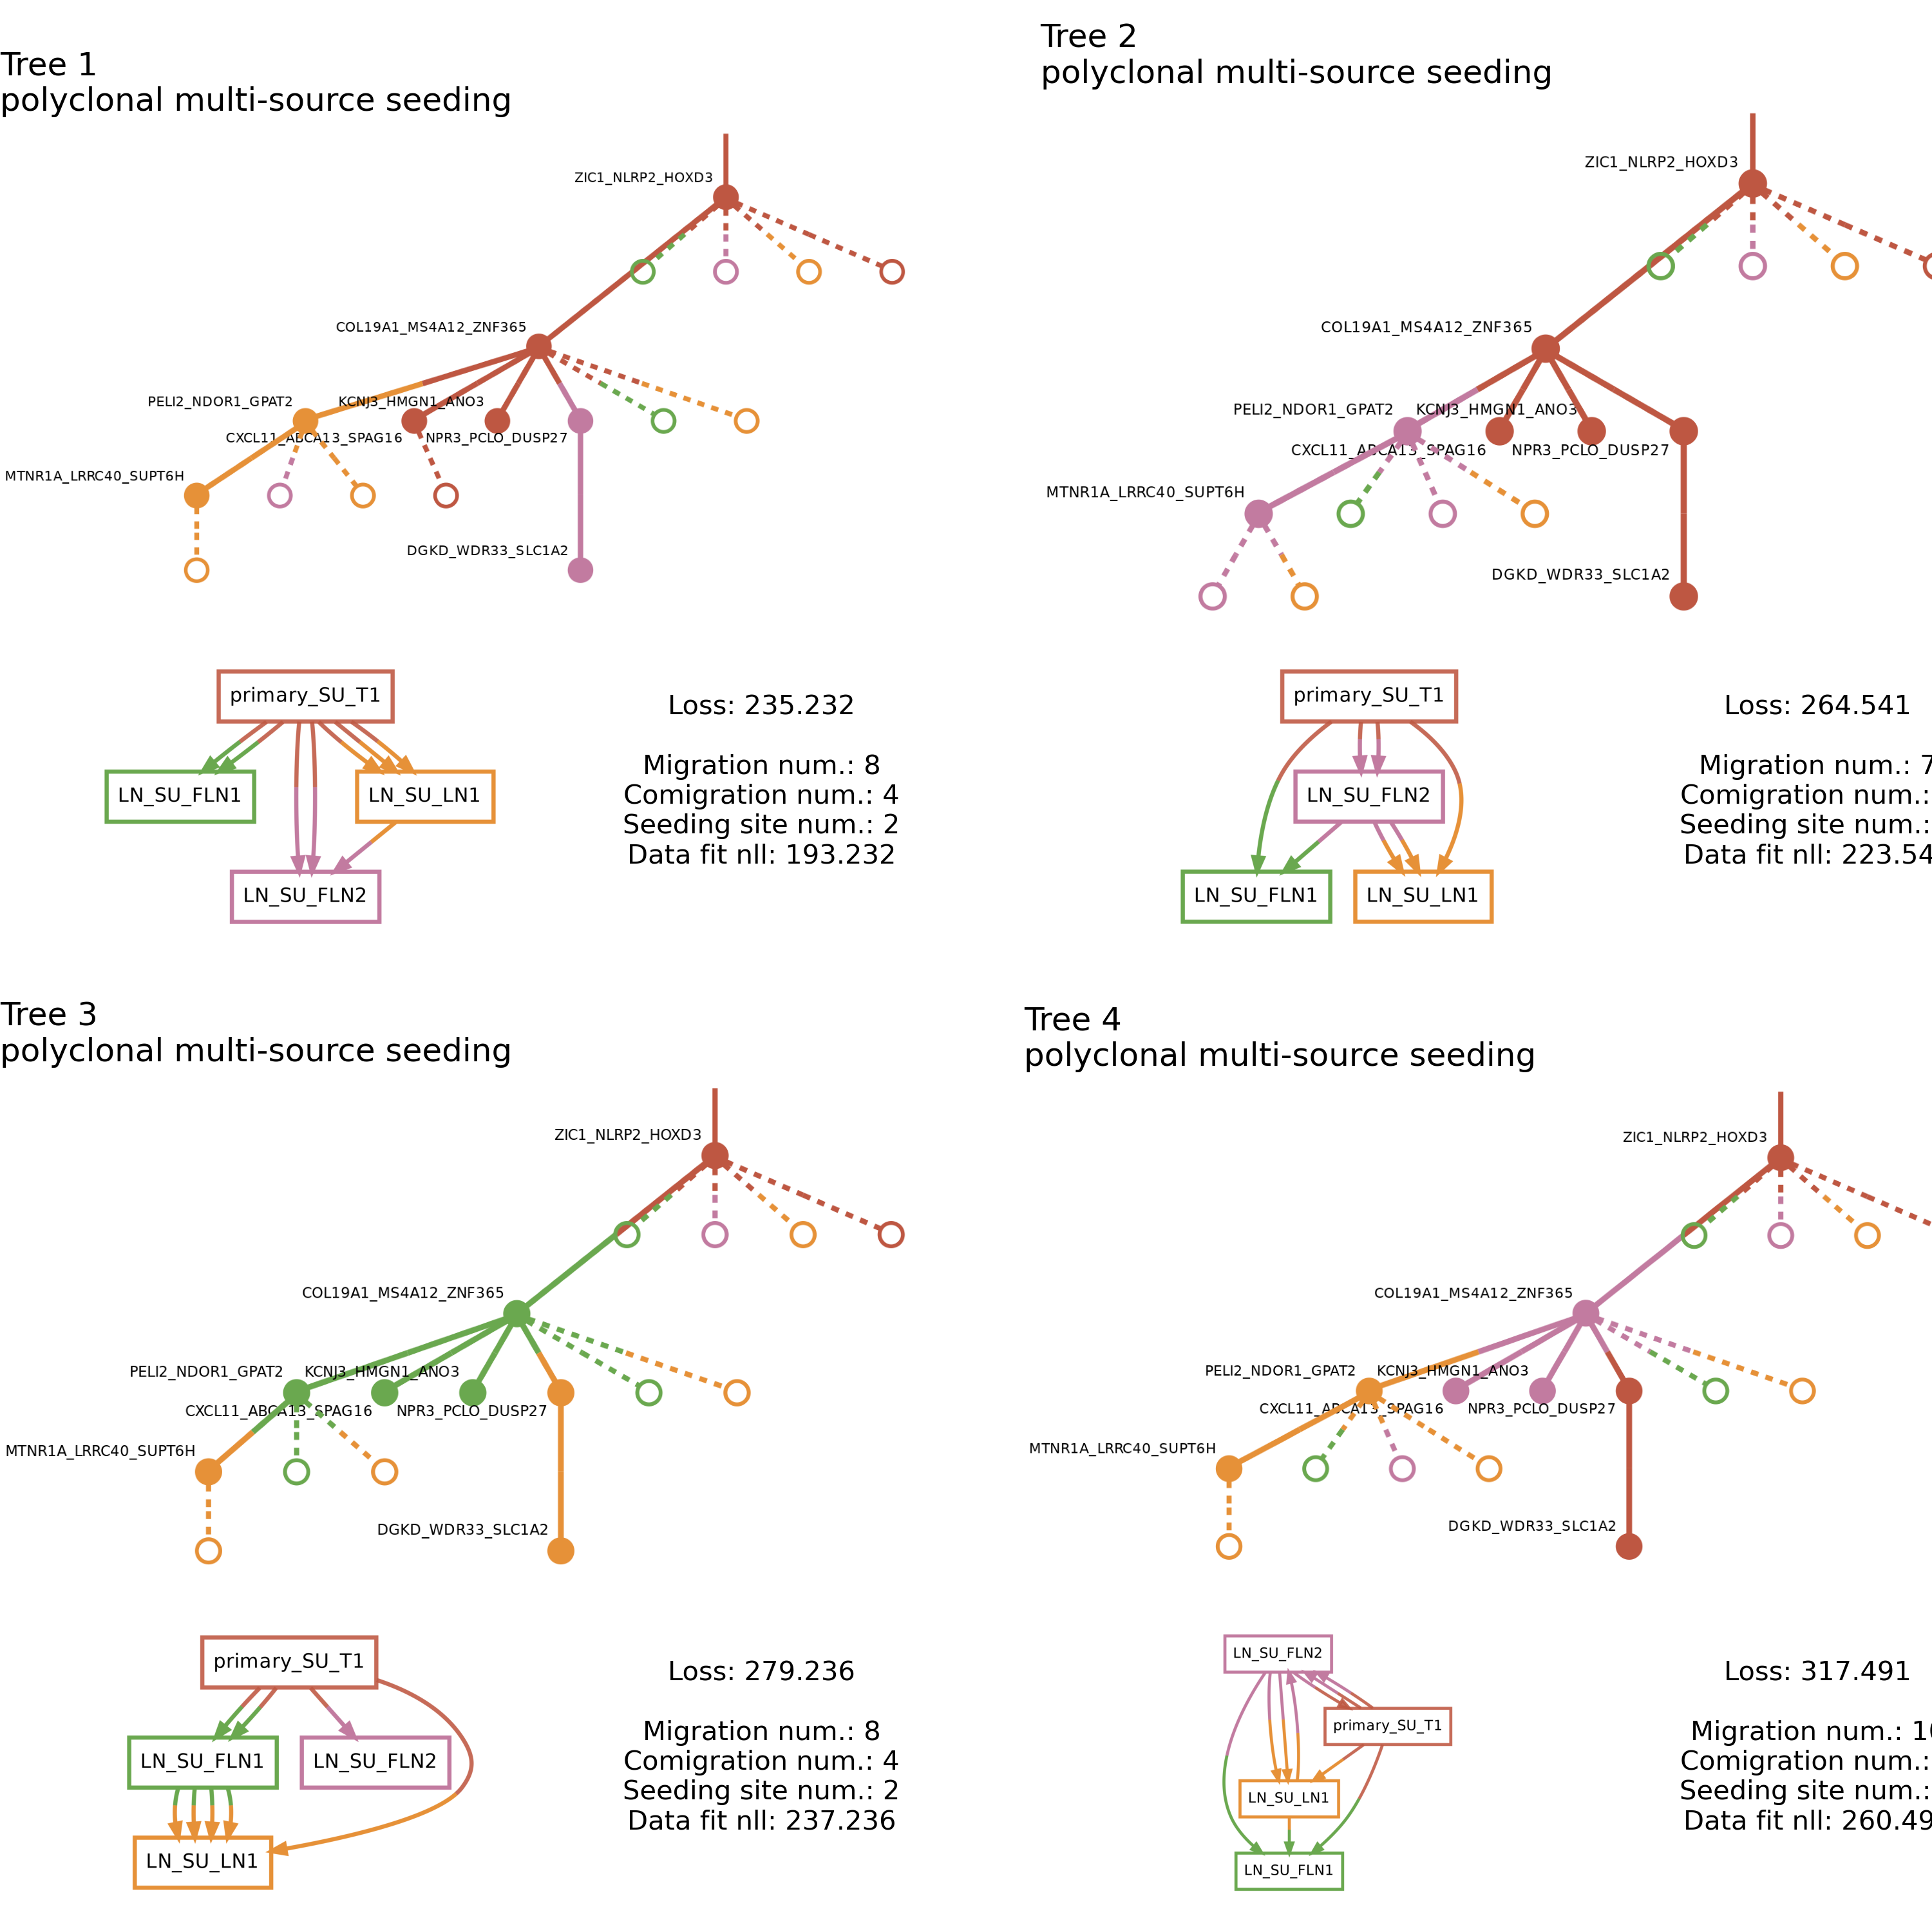 Tree 1
polyclonal multi-source seeding
ZIC1_NLRP2_HOXD3
COL19A1_MS4A12_ZNF365
PELI2_NDOR1_GPAT2
KCNJ3_HMGN1_ANO3
CXCL11_ABCA13_SPAG16
NPR3_PCLO_DUSP27
MTNR1A_LRRC40_SUPT6H
DGKD_WDR33_SLC1A2
primary_SU_T1
LN_SU_FLN1
LN_SU_LN1
LN_SU_FLN2
Loss: 235.232
Migration num.: 8
Comigration num.: 4
Seeding site num.: 2
Data fit nll: 193.232
Tree 2
polyclonal multi-source seeding
ZIC1_NLRP2_HOXD3
COL19A1_MS4A12_ZNF365
PELI2_NDOR1_GPAT2
KCNJ3_HMGN1_ANO3
CXCL11_ABCA13_SPAG16
NPR3_PCLO_DUSP27
MTNR1A_LRRC40_SUPT6H
DGKD_WDR33_SLC1A2
primary_SU_T1
LN_SU_FLN2
LN_SU_FLN1
LN_SU_LN1
Loss: 264.541
Migration num.: 7
Comigration num.:
Seeding site num.:
Data fit nll: 223.54
Tree 3
polyclonal multi-source seeding
ZIC1_NLRP2_HOXD3
COL19A1_MS4A12_ZNF365
PELI2_NDOR1_GPAT2
KCNJ3_HMGN1_ANO3
CXCL11_ABCA13_SPAG16
NPR3_PCLO_DUSP27
MTNR1A_LRRC40_SUPT6H
DGKD_WDR33_SLC1A2
primary_SU_T1
LN_SU_FLN1
LN_SU_FLN2
LN_SU_LN1
Loss: 279.236
Migration num.: 8
Comigration num.: 4
Seeding site num.: 2
Data fit nll: 237.236
Tree 4
polyclonal multi-source seeding
ZIC1_NLRP2_HOXD3
COL19A1_MS4A12_ZNF365
PELI2_NDOR1_GPAT2
KCNJ3_HMGN1_ANO3
CXCL11_ABCA13_SPAG16
NPR3_PCLO_DUSP27
MTNR1A_LRRC40_SUPT6H
DGKD_WDR33_SLC1A2
LN_SU_FLN2
primary_SU_T1
LN_SU_LN1
LN_SU_FLN1
Loss: 317.491
Migration num.: 1
Comigration num.:
Seeding site num.:
Data fit nll: 260.49